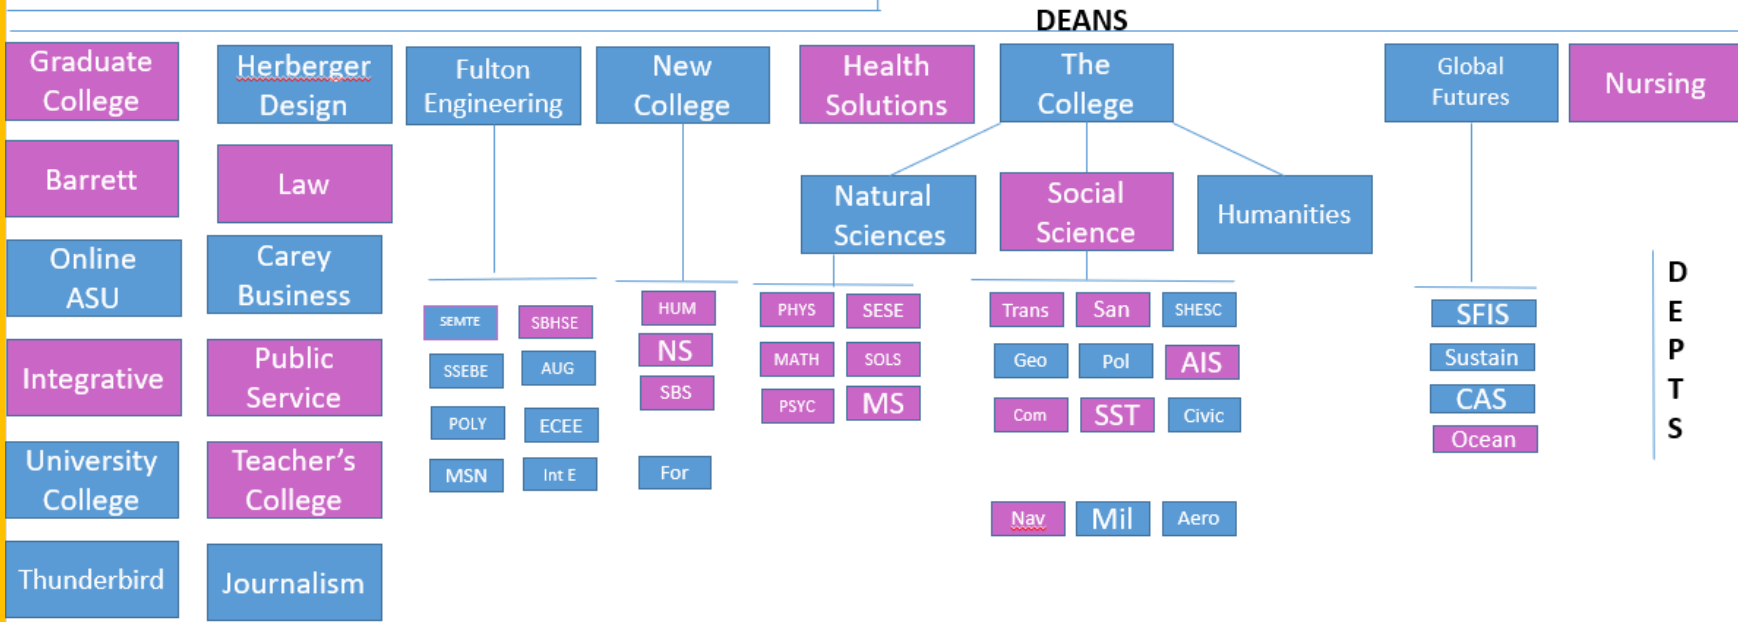 DEANS
Graduate
College
Herberger
Design
Fulton
Engineering
New
College
Health
Solutions
The
College
Global
Futures
Nursing
Barrett
Law
Natural
Sciences
Social
Science
Humanities
Online
ASU
Carey
Business
Integrative
Public
Service
University
College
Teacher's
College
Thunderbird
Journalism
SEMTE
SBHSE
SSEBE
AUG
POLY
ECEE
MSN
Int E
HUM
NS
SBS
For
PHYS
SESE
MATH
SOLS
PSYC
MS
Trans
San
SHESC
Geo
Pol
AIS
Com
SST
Civic
Nav
Mil
Aero
SFIS
Sustain
CAS
Ocean
D
E
P
T
S